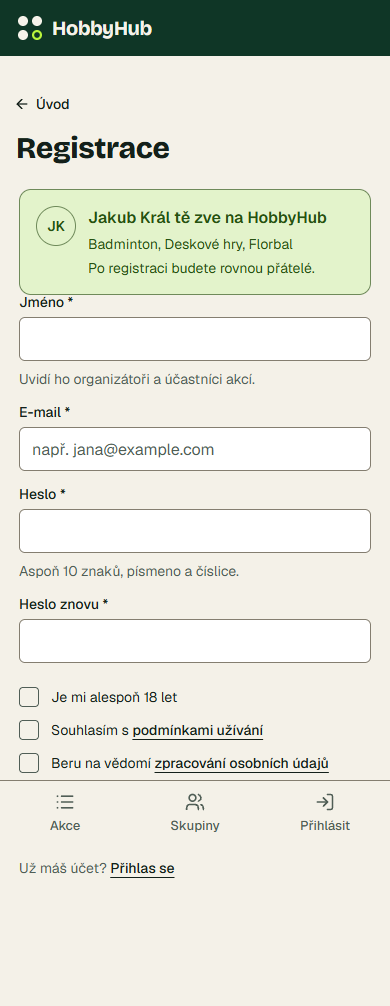 HobbyHub
← Úvod
Registrace
JK
Jakub Král tě zve na HobbyHub
Badminton, Deskové hry, Florbal
Po registraci budete rovnou přátelé.
Jméno *
Uvidí ho organizátoři a účastníci akcí.
E-mail *
např. jana@example.com
Heslo *
Aspoň 10 znaků, písmeno a číslice.
Heslo znovu *
Je mi alespoň 18 let
Souhlasím s podmínkami užívání
Beru na vědomí zpracování osobních údajů
Akce Skupiny Přihlásit
Už máš účet? Přihlas se